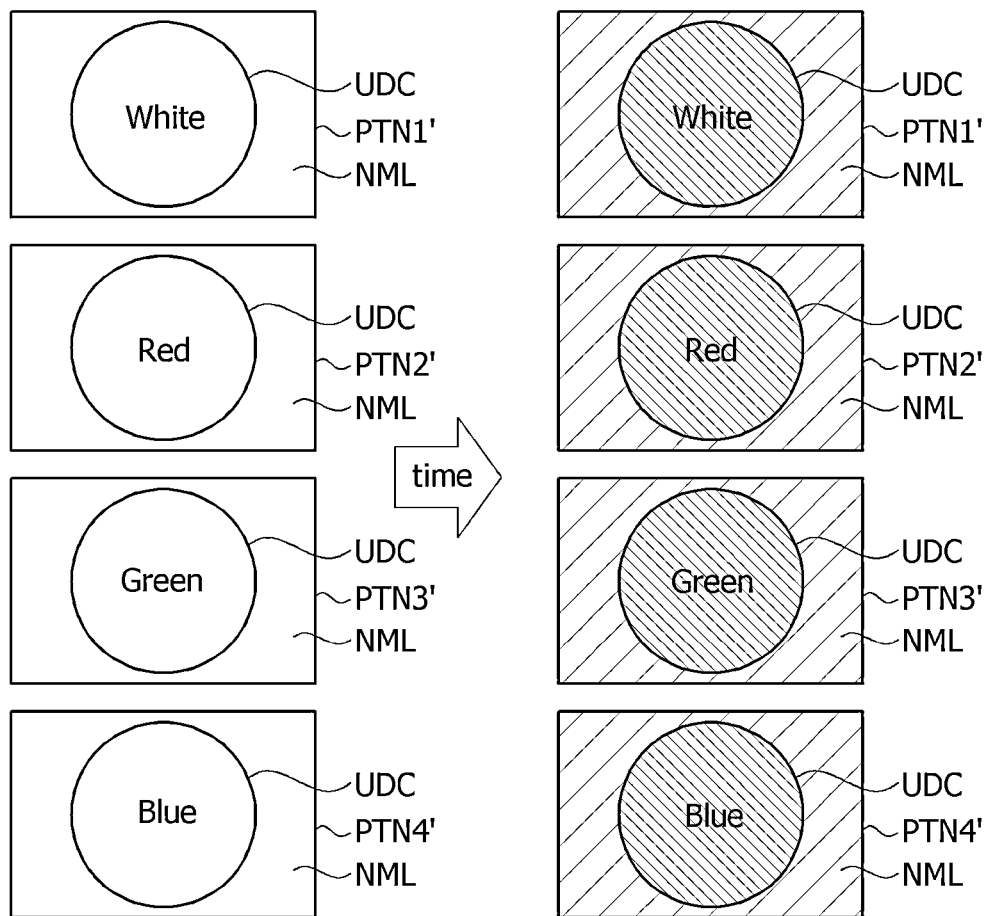 White
UDC
PTN1'
NML
White
UDC
PTN1'
NML
Red
UDC
PTN2'
NML
Red
UDC
PTN2'
NML
time
Green
UDC
PTN3'
NML
Green
UDC
PTN3'
NML
Blue
UDC
PTN4'
NML
Blue
UDC
PTN4'
NML